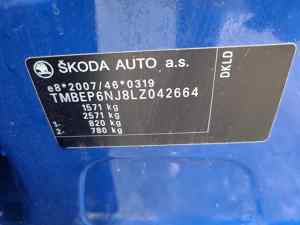 ŠKODA AUTO a.s.
DKLD
e8*2007/46*0319
TMBEP6NJ8LZ042664
1571 kg
2571 kg
1. 820 kg
2. 780 kg